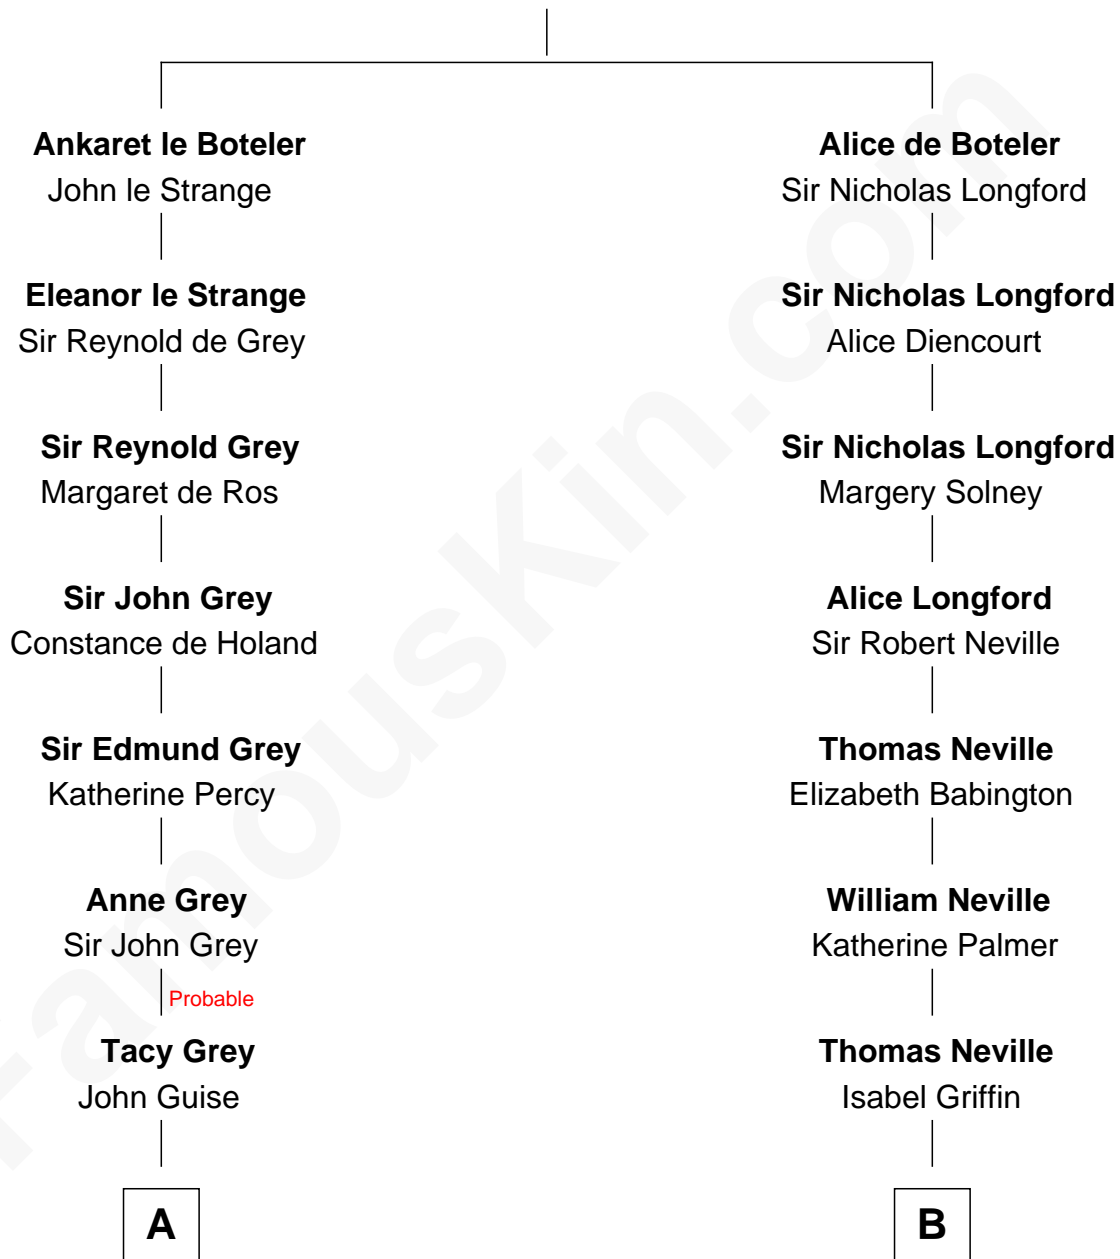 Ankaret le Boteler
John le Strange
Eleanor le Strange
Sir Reynold de Grey
Sir Reynold Grey
Margaret de Ros
Sir John Grey
Constance de Holand
Sir Edmund Grey
Katherine Percy
Anne Grey
Sir John Grey
Probable
Tacy Grey
John Guise
A
Alice de Boteler
Sir Nicholas Longford
Sir Nicholas Longford
Alice Diencourt
Sir Nicholas Longford
Margery Solney
Alice Longford
Sir Robert Neville
Thomas Neville
Elizabeth Babington
William Neville
Katherine Palmer
Thomas Neville
Isabel Griffin
B
FamousKin.com